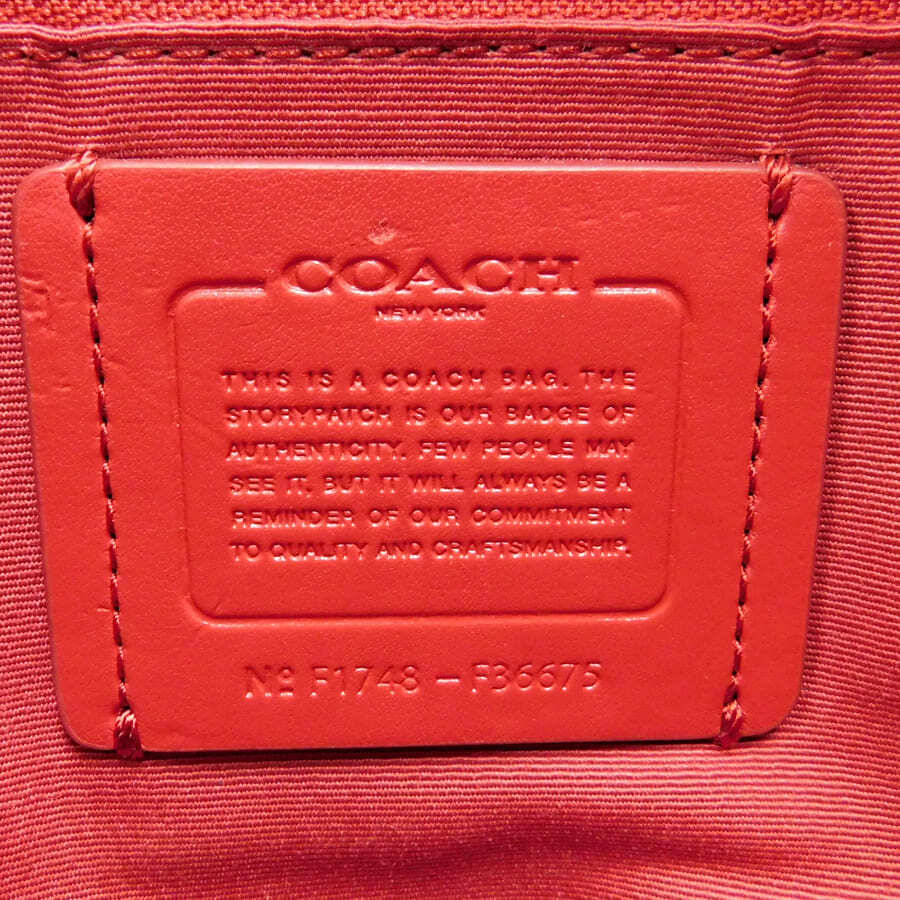 COACH
NEW YORK
THIS IS A COACH BAG. THE
STORYPATCH IS OUR BADGE OF
AUTHENTICITY. FEW PEOPLE MAY
SEE IT, BUT IT WILL ALWAYS BE A
REMINDER OF OUR COMMITMENT
TO QUALITY AND CRAFTSMANSHIP.
Nº F1748 – F36675